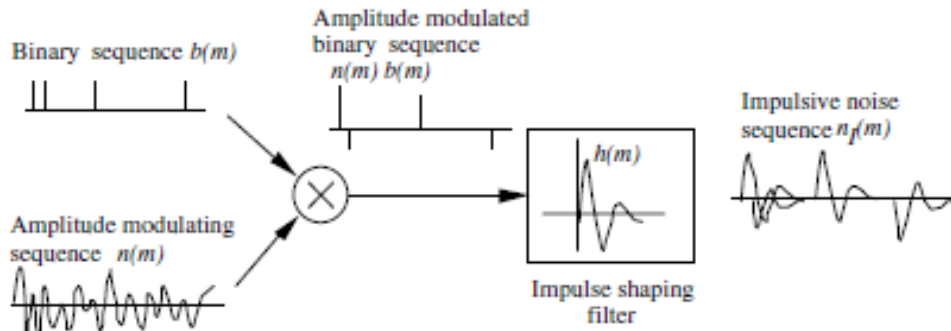 Binary sequence b(m)
Amplitude modulated
binary sequence
n(m) b(m)
Impulsive noise
sequence n_I(m)
h(m)
Amplitude modulating
sequence n(m)
Impulse shaping
filter